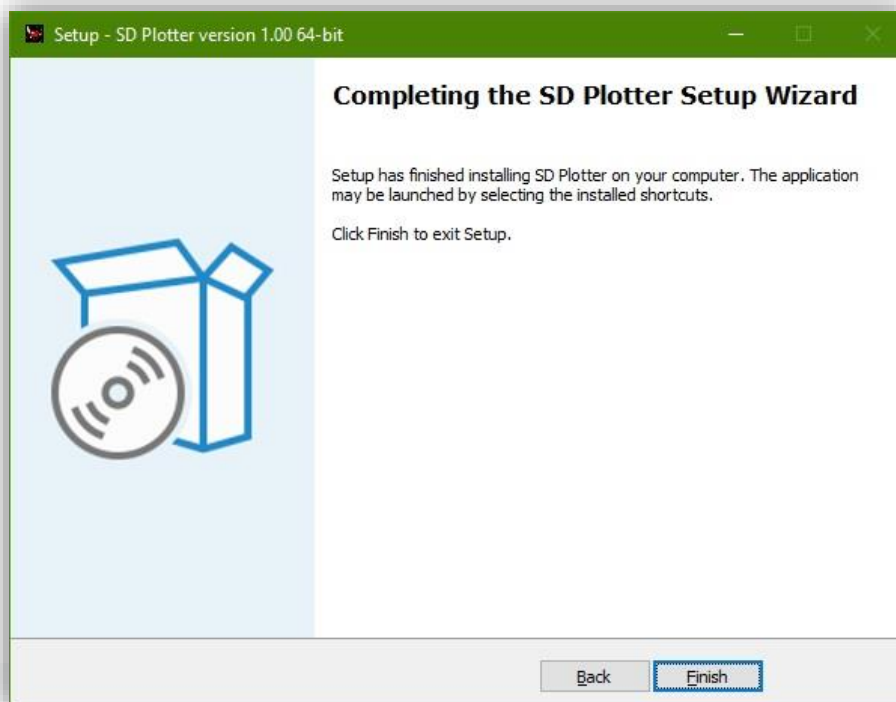 Setup - SD Plotter version 1.00 64-bit
Completing the SD Plotter Setup Wizard
Setup has finished installing SD Plotter on your computer. The application
may be launched by selecting the installed shortcuts.
Click Finish to exit Setup.
Back Finish